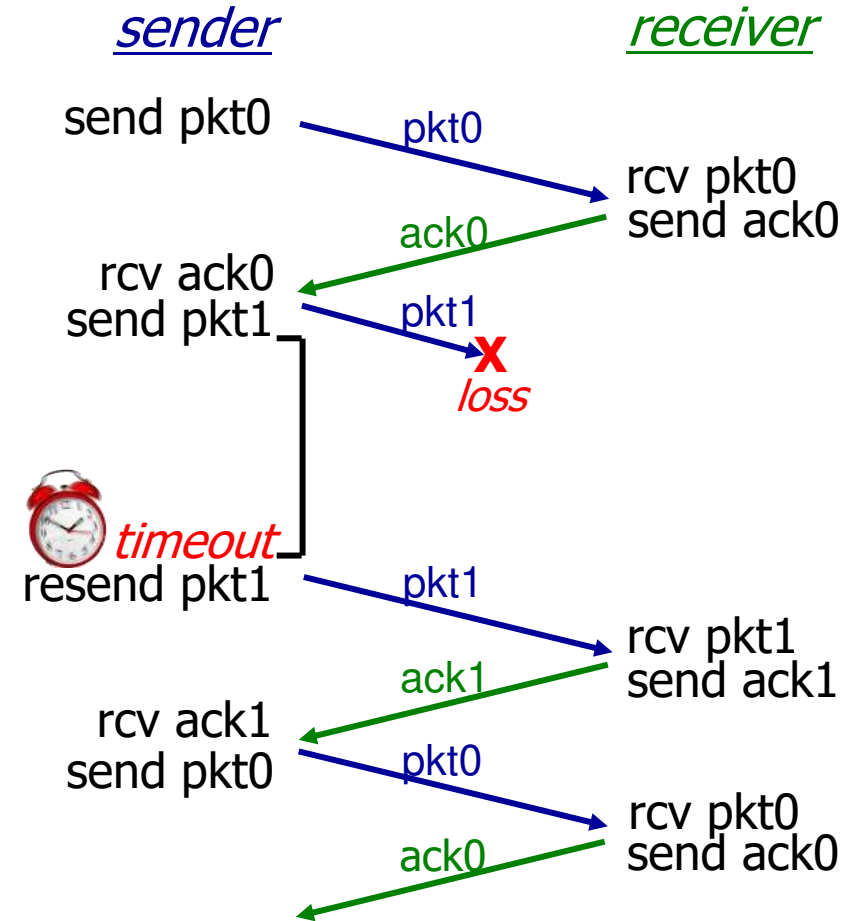 sender
receiver
send pkt0
pkt0
rcv pkt0
send ack0
ack0
rcv ack0
send pkt1
pkt1
X
loss
timeout
resend pkt1
pkt1
rcv pkt1
send ack1
ack1
rcv ack1
send pkt0
pkt0
rcv pkt0
send ack0
ack0